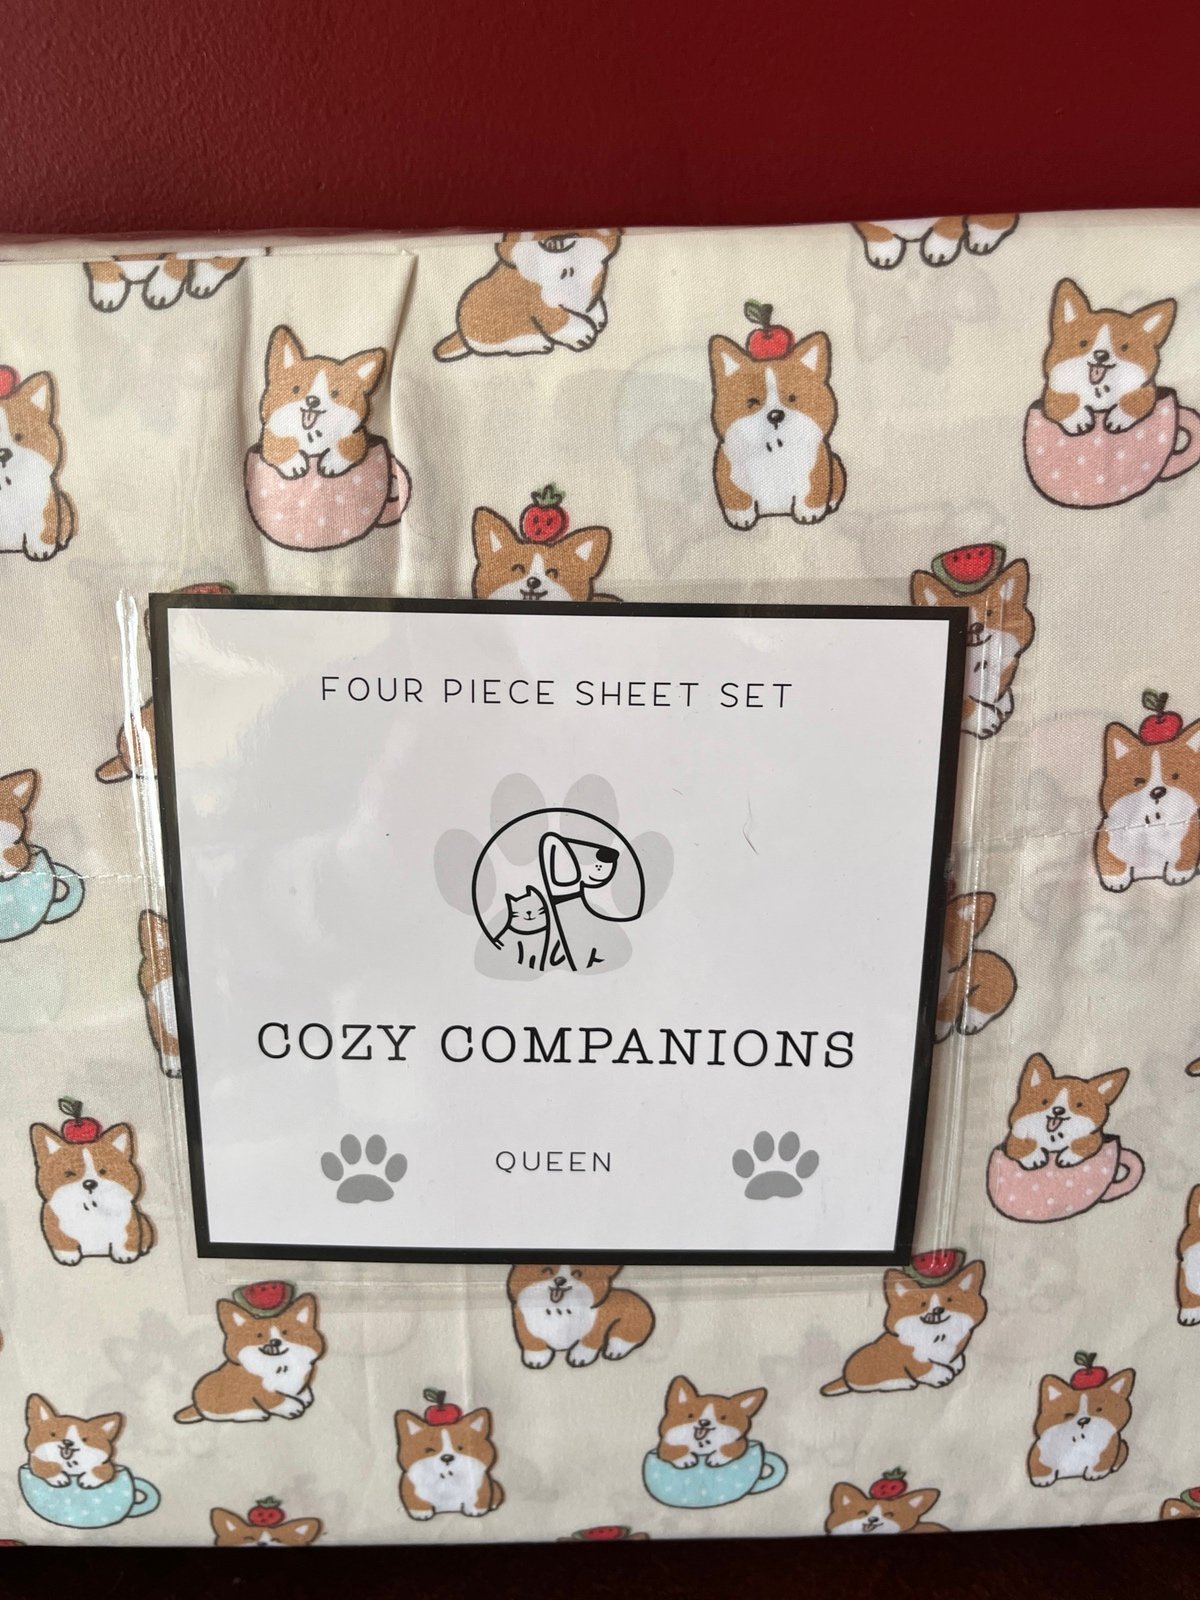 FOUR PIECE SHEET SET
COZY COMPANIONS
QUEEN